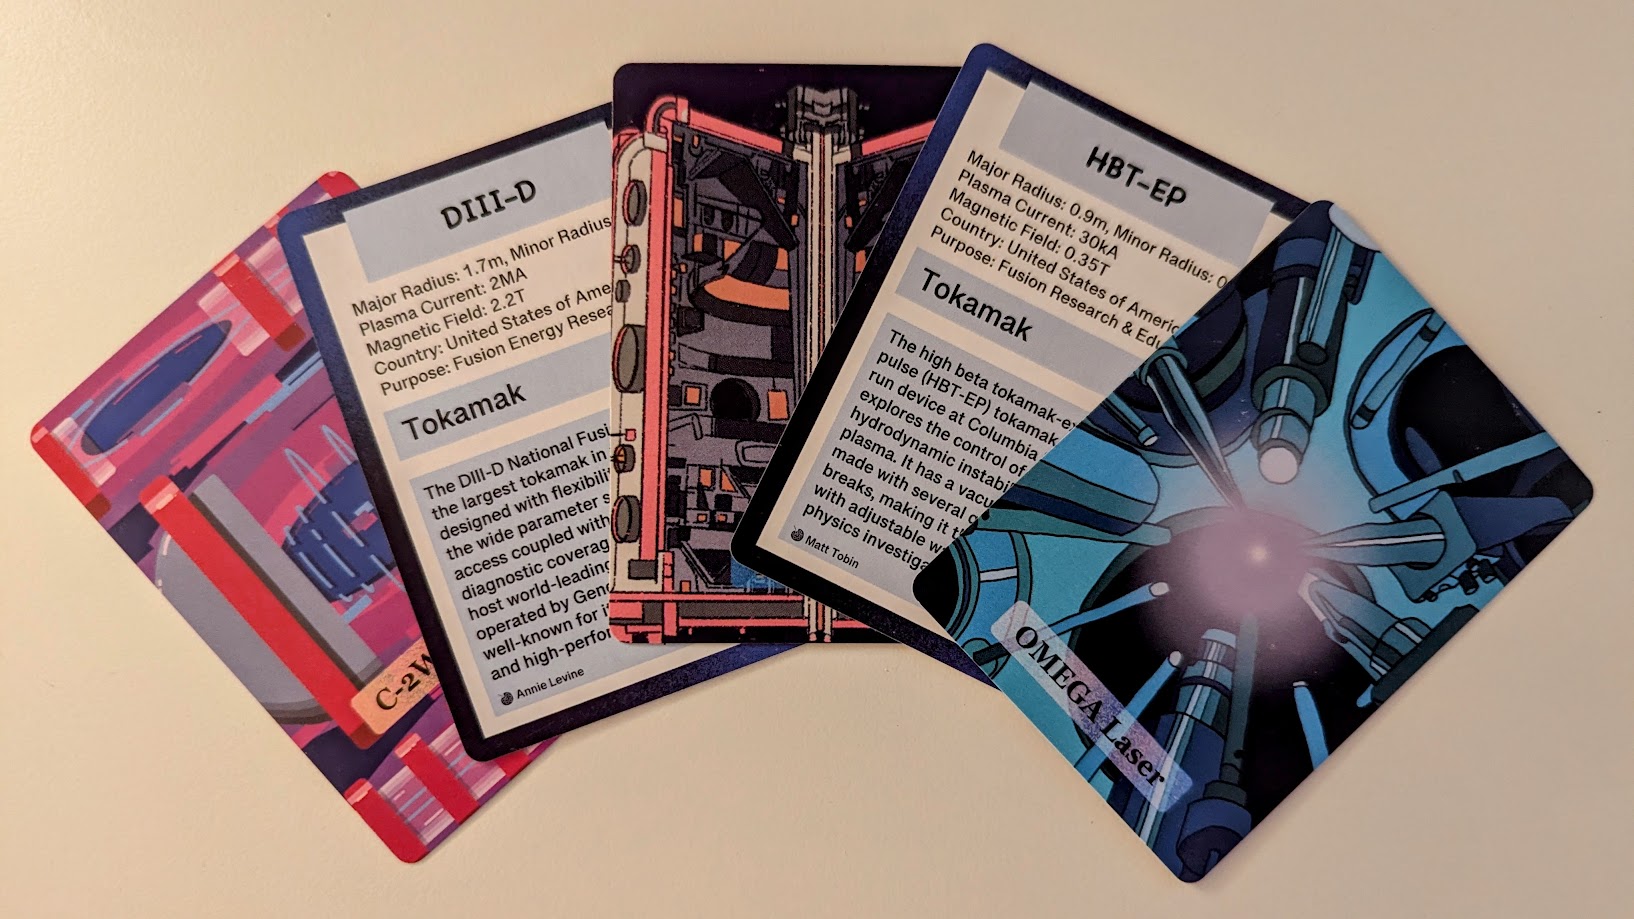 C-2W
DIII-D
Major Radius: 1.7m, Minor Radius
Plasma Current: 2MA
Magnetic Field: 2.2T
Country: United States of Ame
Purpose: Fusion Energy Resea
Tokamak
The DIII-D National Fusi
the largest tokamak in
designed with flexibili
the wide parameter s
access coupled with
diagnostic coverag
host world-leading
operated by Gene
well-known for i
and high-perfor
Annie Levine
HBT-EP
Major Radius: 0.9m, Minor Radius: 0
Plasma Current: 30kA
Magnetic Field: 0.35T
Country: United States of Americ
Purpose: Fusion Research & Edu
Tokamak
The high beta tokamak-ex
pulse (HBT-EP) tokamak
run device at Columbia
explores the control of
hydrodynamic instabi
plasma. It has a vacu
made with several q
breaks, making it t
with adjustable w
physics investiga
Matt Tobin
OMEGA Laser